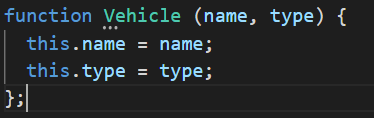 function Vehicle (name, type) {
  this.name = name;
  this.type = type;
};